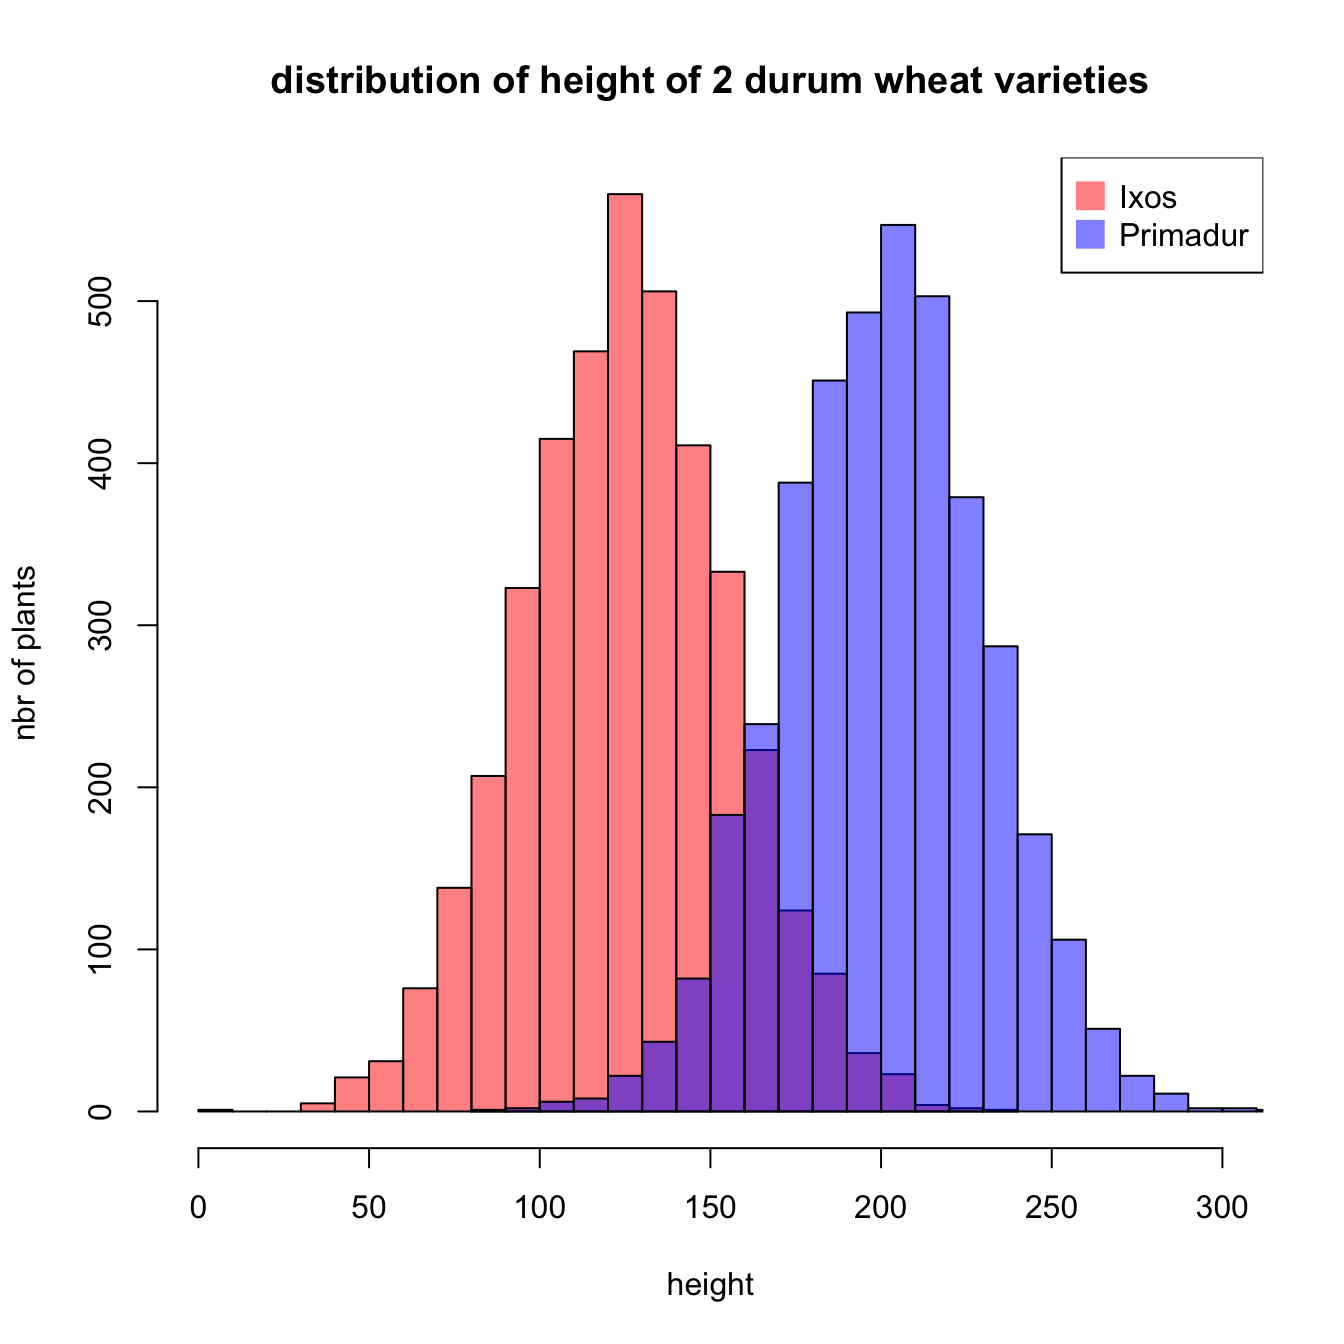 distribution of height of 2 durum wheat varieties
Ixos
Primadur
nbr of plants
500
400
300
200
100
0
0 50 100 150 200 250 300
height